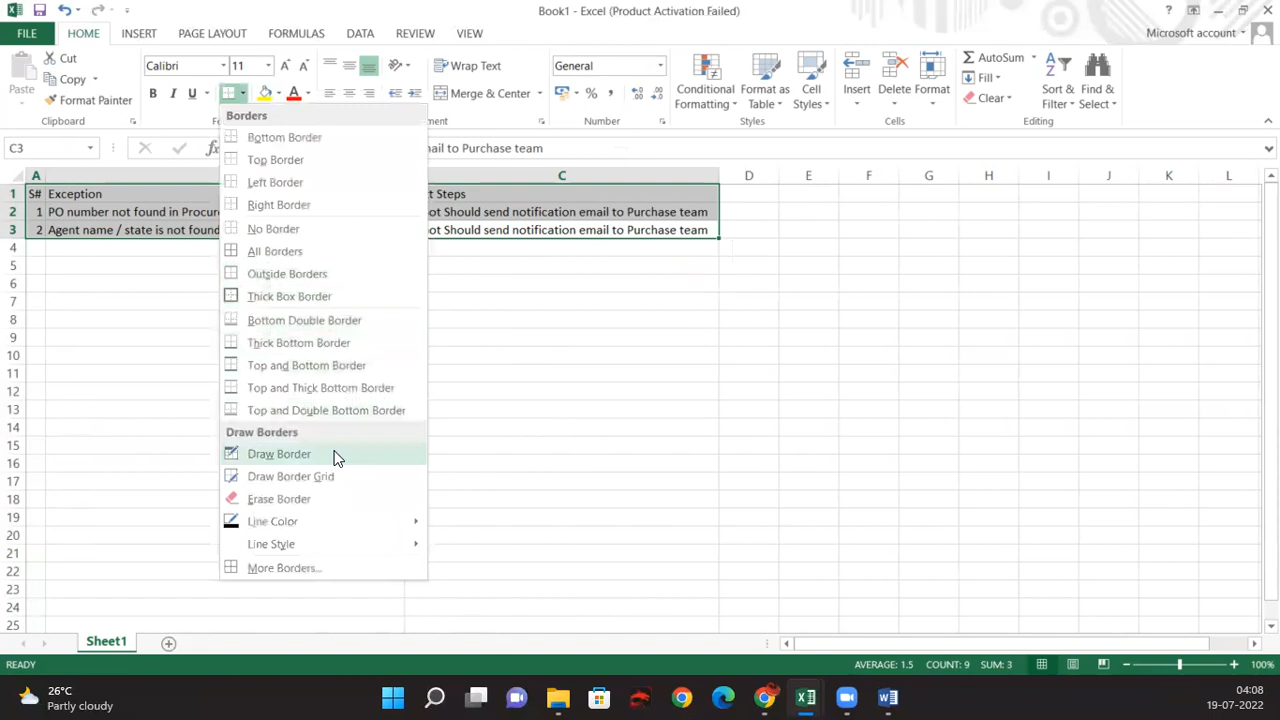 Book1 - Excel (Product Activation Failed)
FILE HOME INSERT PAGE LAYOUT FORMULAS DATA REVIEW VIEW Microsoft account
Cut
Copy
Format Painter
Paste
Clipboard
Calibri 11
B I U A
Wrap Text
Merge & Center
General
% ,
Number
Conditional Formatting
Format as Table
Cell Styles
Styles
Insert Delete Format
Cells
AutoSum
Fill
Clear
Sort & Filter
Find & Select
Editing
C3 fx ail to Purchase team
A C D E F G H I J K L
1 S# Exception t Steps
2 1 PO number not found in Procure ot Should send notification email to Purchase team
3 2 Agent name / state is not found ot Should send notification email to Purchase team
4
5
6
7
8
9
10
11
12
13
14
15
16
17
18
19
20
21
22
23
24
25
Borders
Bottom Border
Top Border
Left Border
Right Border
No Border
All Borders
Outside Borders
Thick Box Border
Bottom Double Border
Thick Bottom Border
Top and Bottom Border
Top and Thick Bottom Border
Top and Double Bottom Border
Draw Borders
Draw Border
Draw Border Grid
Erase Border
Line Color
Line Style
More Borders...
Sheet1
READY AVERAGE: 1.5 COUNT: 9 SUM: 3 100%
26°C
Partly cloudy
04:08
19-07-2022